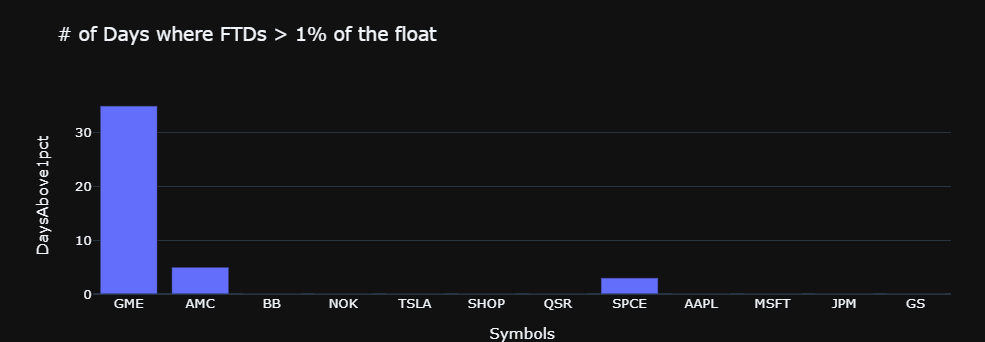 # of Days where FTDs > 1% of the float
DaysAbove1pct
30
20
10
0
GME AMC BB NOK TSLA SHOP QSR SPCE AAPL MSFT JPM GS
Symbols